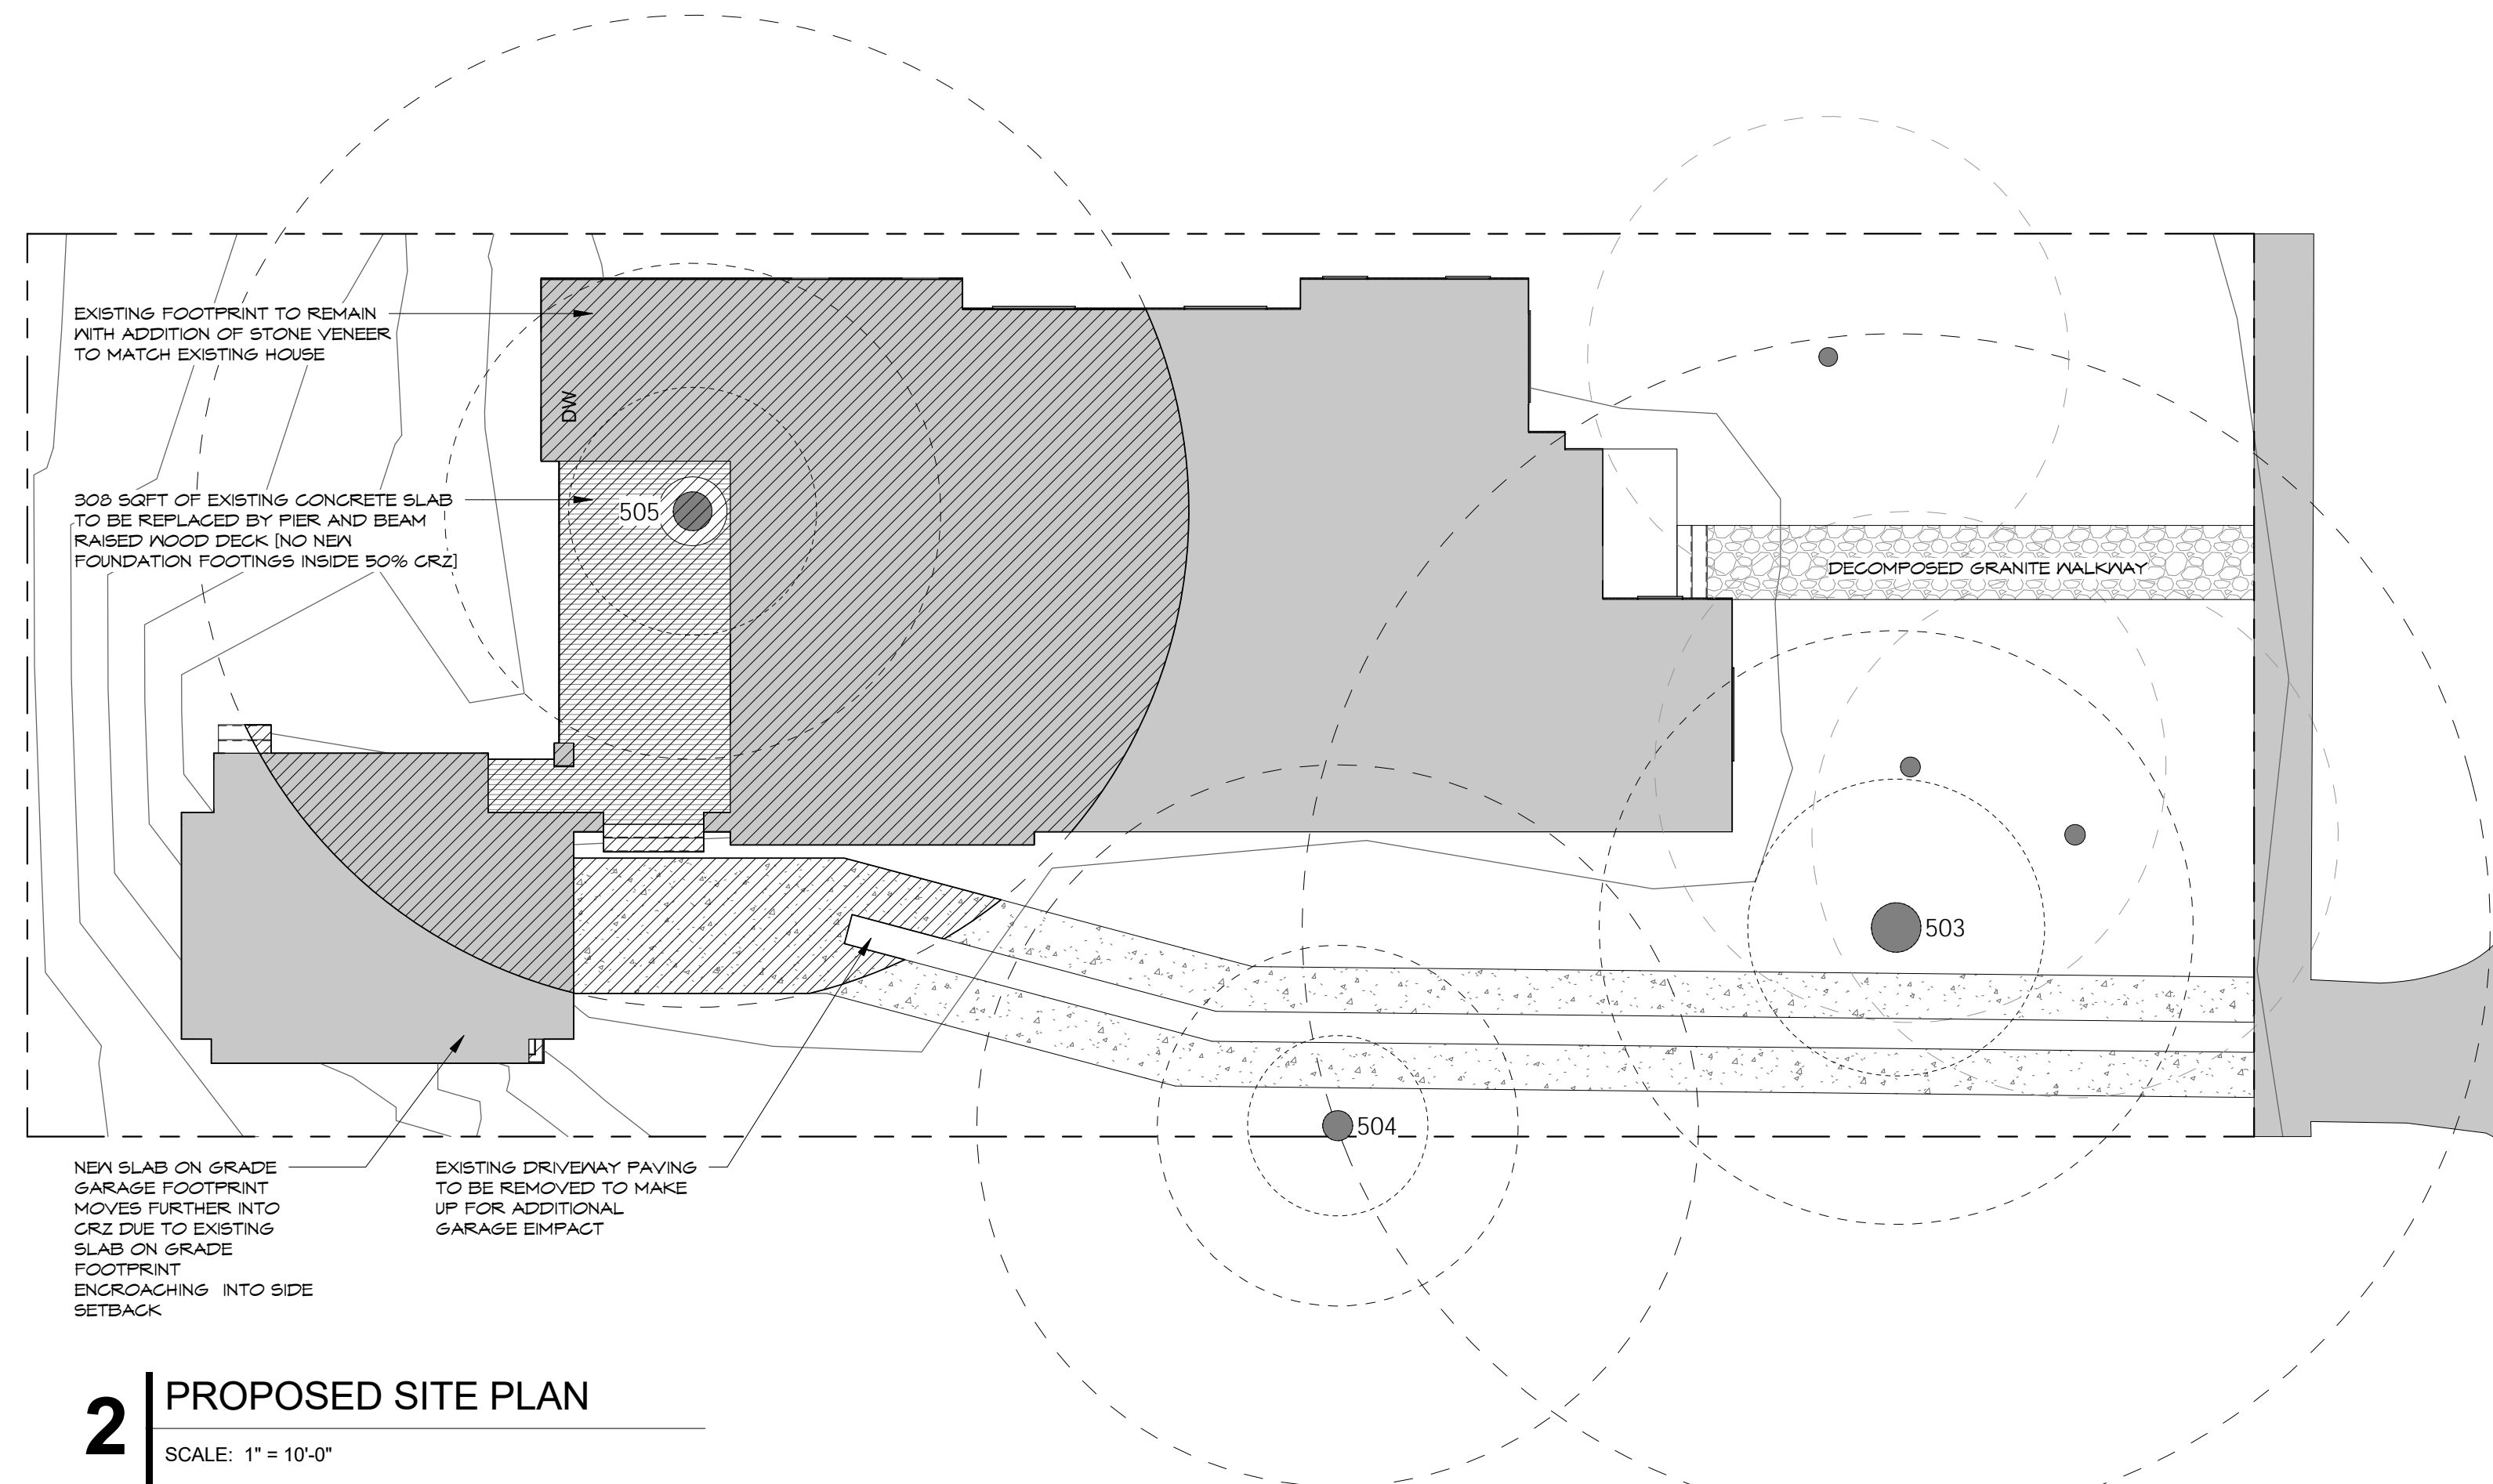 EXISTING FOOTPRINT TO REMAIN
WITH ADDITION OF STONE VENEER
TO MATCH EXISTING HOUSE
DW
308 SQFT OF EXISTING CONCRETE SLAB
TO BE REPLACED BY PIER AND BEAM
RAISED WOOD DECK [NO NEW
FOUNDATION FOOTINGS INSIDE 50% CRZ]
505
DECOMPOSED GRANITE WALKWAY
503
504
NEW SLAB ON GRADE
GARAGE FOOTPRINT
MOVES FURTHER INTO
CRZ DUE TO EXISTING
SLAB ON GRADE
FOOTPRINT
ENCROACHING INTO SIDE
SETBACK
EXISTING DRIVEWAY PAVING
TO BE REMOVED TO MAKE
UP FOR ADDITIONAL
GARAGE EIMPACT
2
PROPOSED SITE PLAN
SCALE: 1" = 10'-0"